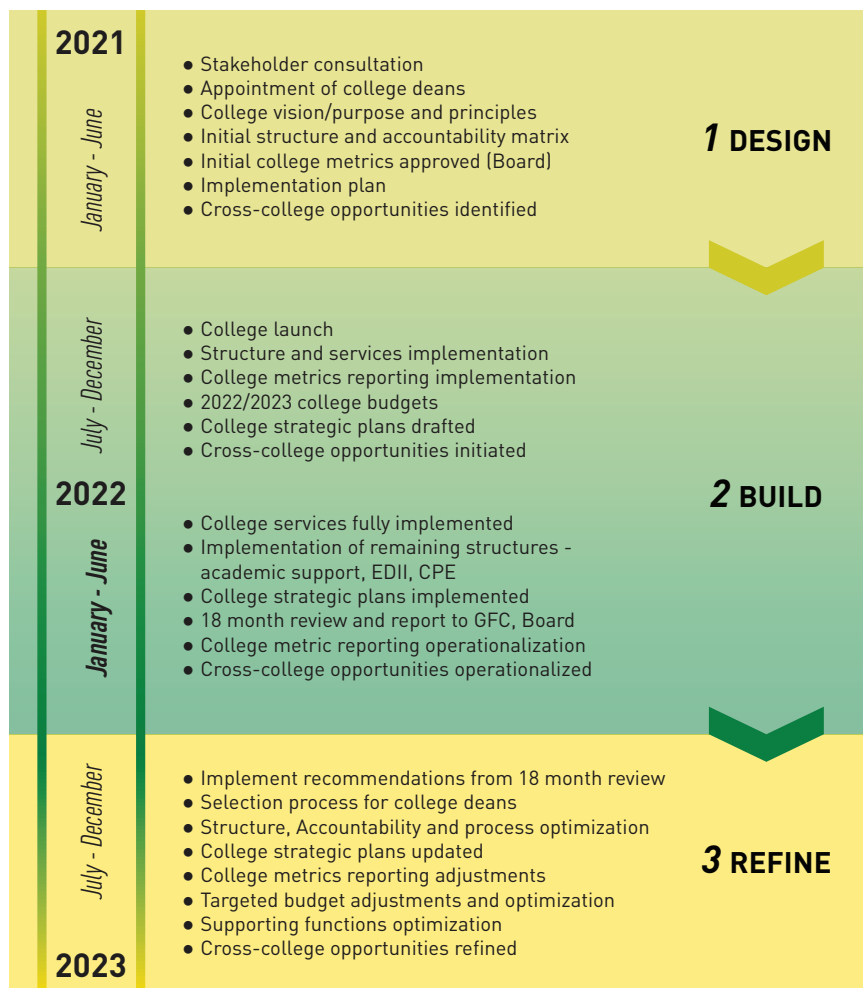 2021
January - June
● Stakeholder consultation
● Appointment of college deans
● College vision/purpose and principles
● Initial structure and accountability matrix
● Initial college metrics approved (Board)
● Implementation plan
● Cross-college opportunities identified
1 DESIGN
July - December
● College launch
● Structure and services implementation
● College metrics reporting implementation
● 2022/2023 college budgets
● College strategic plans drafted
● Cross-college opportunities initiated
2022
2 BUILD
January - June
● College services fully implemented
● Implementation of remaining structures -
academic support, EDII, CPE
● College strategic plans implemented
● 18 month review and report to GFC, Board
● College metric reporting operationalization
● Cross-college opportunities operationalized
July - December
● Implement recommendations from 18 month review
● Selection process for college deans
● Structure, Accountability and process optimization
● College strategic plans updated
● College metrics reporting adjustments
● Targeted budget adjustments and optimization
● Supporting functions optimization
● Cross-college opportunities refined
3 REFINE
2023